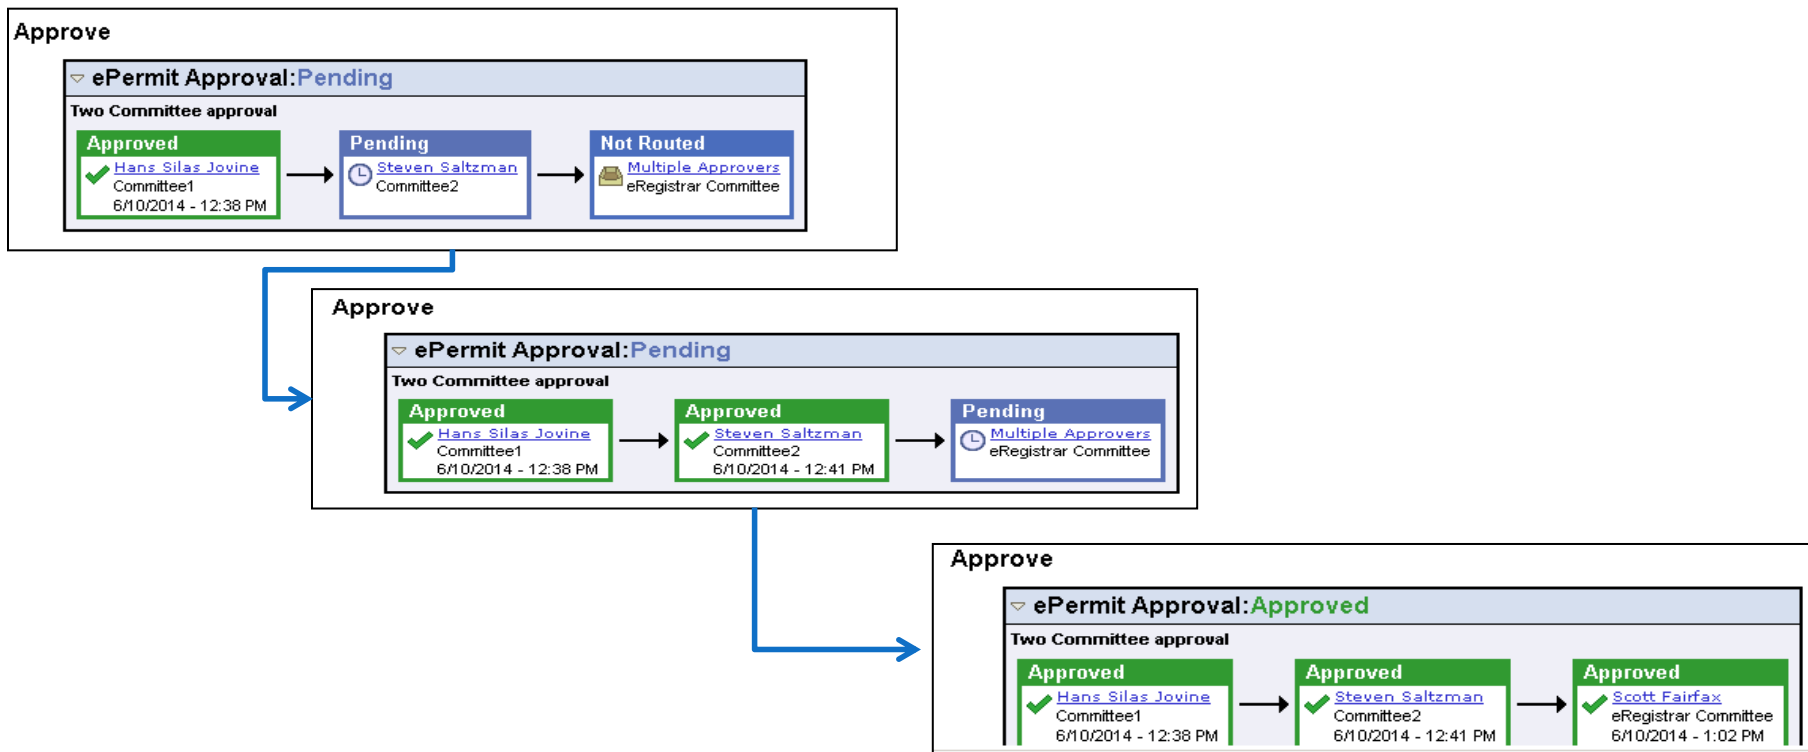 Approve
ePermit Approval:Pending
Two Committee approval
Approved
Hans Silas Jovine
Committee1
6/10/2014 - 12:38 PM
Pending
Steven Saltzman
Committee2
Not Routed
Multiple Approvers
eRegistrar Committee
Approve
ePermit Approval:Pending
Two Committee approval
Approved
Hans Silas Jovine
Committee1
6/10/2014 - 12:38 PM
Approved
Steven Saltzman
Committee2
6/10/2014 - 12:41 PM
Pending
Multiple Approvers
eRegistrar Committee
Approve
ePermit Approval:Approved
Two Committee approval
Approved
Hans Silas Jovine
Committee1
6/10/2014 - 12:38 PM
Approved
Steven Saltzman
Committee2
6/10/2014 - 12:41 PM
Approved
Scott Fairfax
eRegistrar Committee
6/10/2014 - 1:02 PM